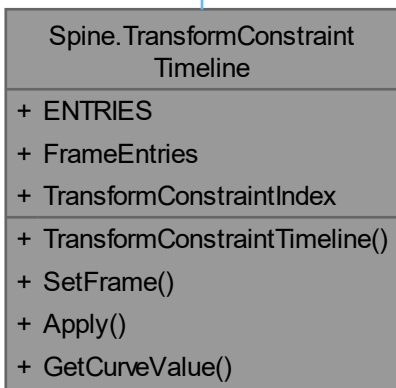 Spine.TransformConstraint
Timeline
+ ENTRIES
+ FrameEntries
+ TransformConstraintIndex
+ TransformConstraintTimeline()
+ SetFrame()
+ Apply()
+ GetCurveValue()